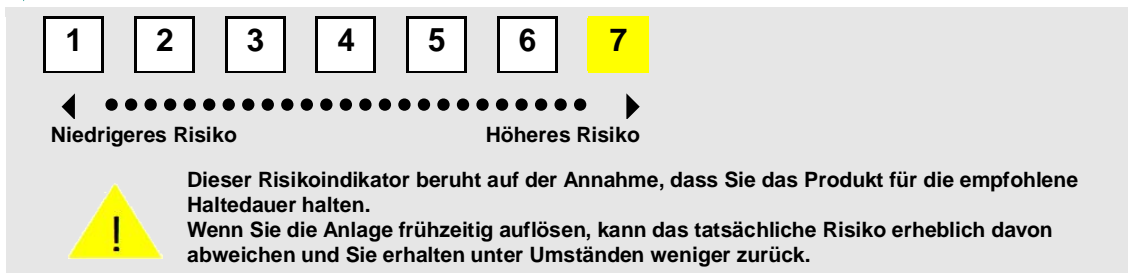 1 2 3 4 5 6 7
Niedrigeres Risiko Höheres Risiko
Dieser Risikoindikator beruht auf der Annahme, dass Sie das Produkt für die empfohlene
Haltedauer halten.
Wenn Sie die Anlage frühzeitig auflösen, kann das tatsächliche Risiko erheblich davon
abweichen und Sie erhalten unter Umständen weniger zurück.
!